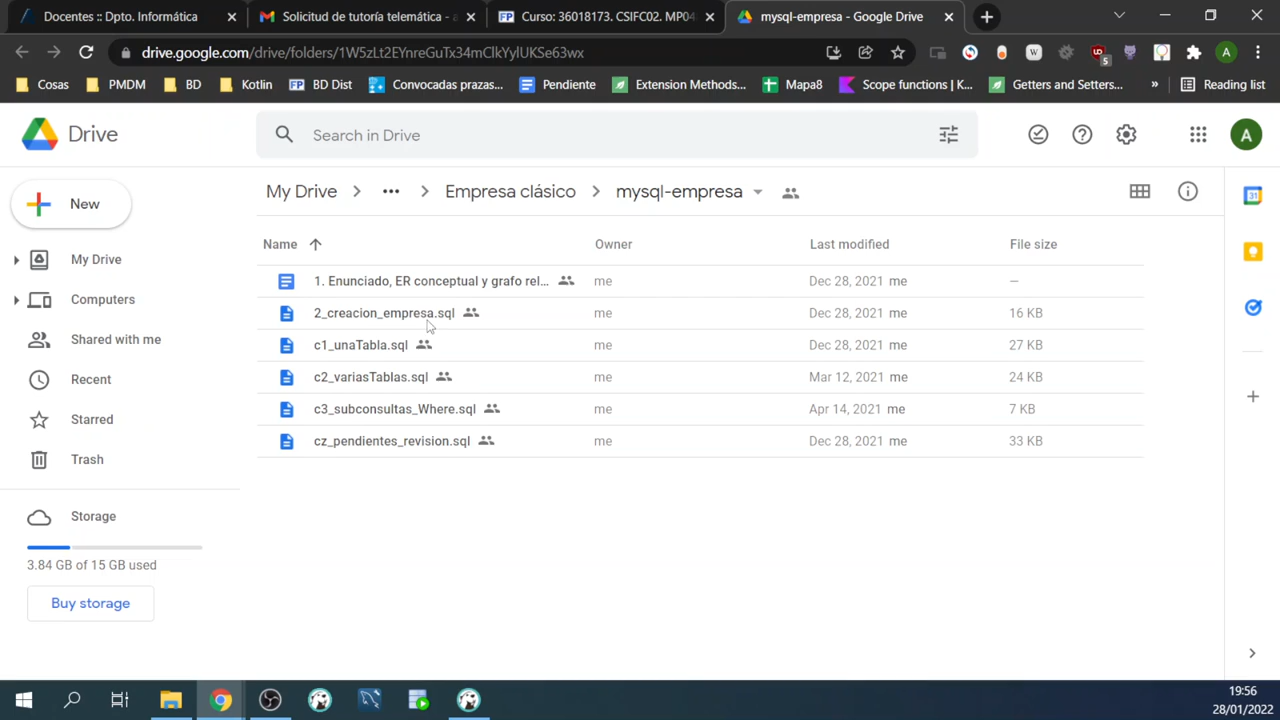 Docentes :: Dpto. Informática
Solicitud de tutoría telemática - a
Curso: 36018173. CSIFC02. MP04
mysql-empresa - Google Drive
drive.google.com/drive/folders/1W5zLt2EYnreGuTx34mClkYylUKSe63wx
5
A
Cosas
PMDM
BD
Kotlin
FP BD Dist
Convocadas prazas...
Pendiente
Extension Methods...
Mapa8
Scope functions | K...
Getters and Setters...
»
Reading list
Drive
Search in Drive
A
New
My Drive
...
Empresa clásico
mysql-empresa
31
Name
Owner
Last modified
File size
My Drive
1. Enunciado, ER conceptual y grafo rel... me Dec 28, 2021 me —
Computers
2_creacion_empresa.sql me Dec 28, 2021 me 16 KB
Shared with me
c1_unaTabla.sql me Dec 28, 2021 me 27 KB
Recent
c2_variasTablas.sql me Mar 12, 2021 me 24 KB
Starred
c3_subconsultas_Where.sql me Apr 14, 2021 me 7 KB
Trash
cz_pendientes_revision.sql me Dec 28, 2021 me 33 KB
Storage
3.84 GB of 15 GB used
Buy storage
19:56
28/01/2022